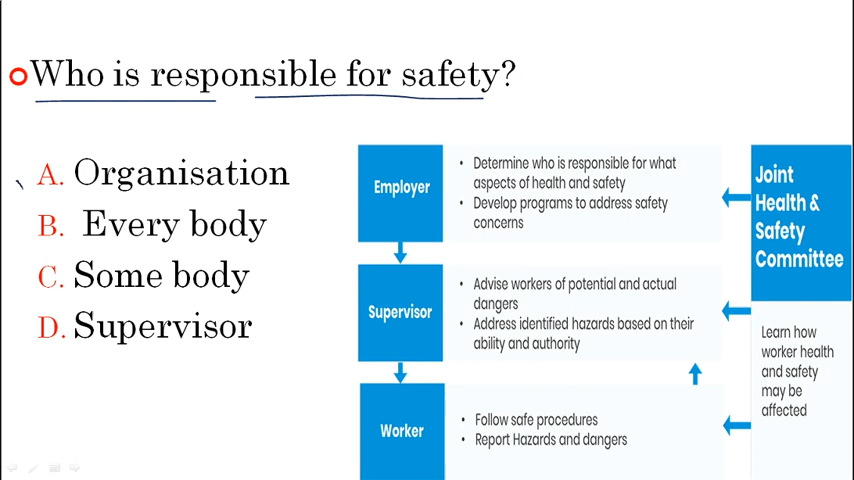 Who is responsible for safety?
A. Organisation
B. Every body
C. Some body
D. Supervisor
Employer
• Determine who is responsible for what
aspects of health and safety
• Develop programs to address safety
concerns
Supervisor
• Advise workers of potential and actual
dangers
• Address identified hazards based on their
ability and authority
Worker
• Follow safe procedures
• Report Hazards and dangers
Joint
Health &
Safety
Committee
Learn how
worker health
and safety
may be
affected